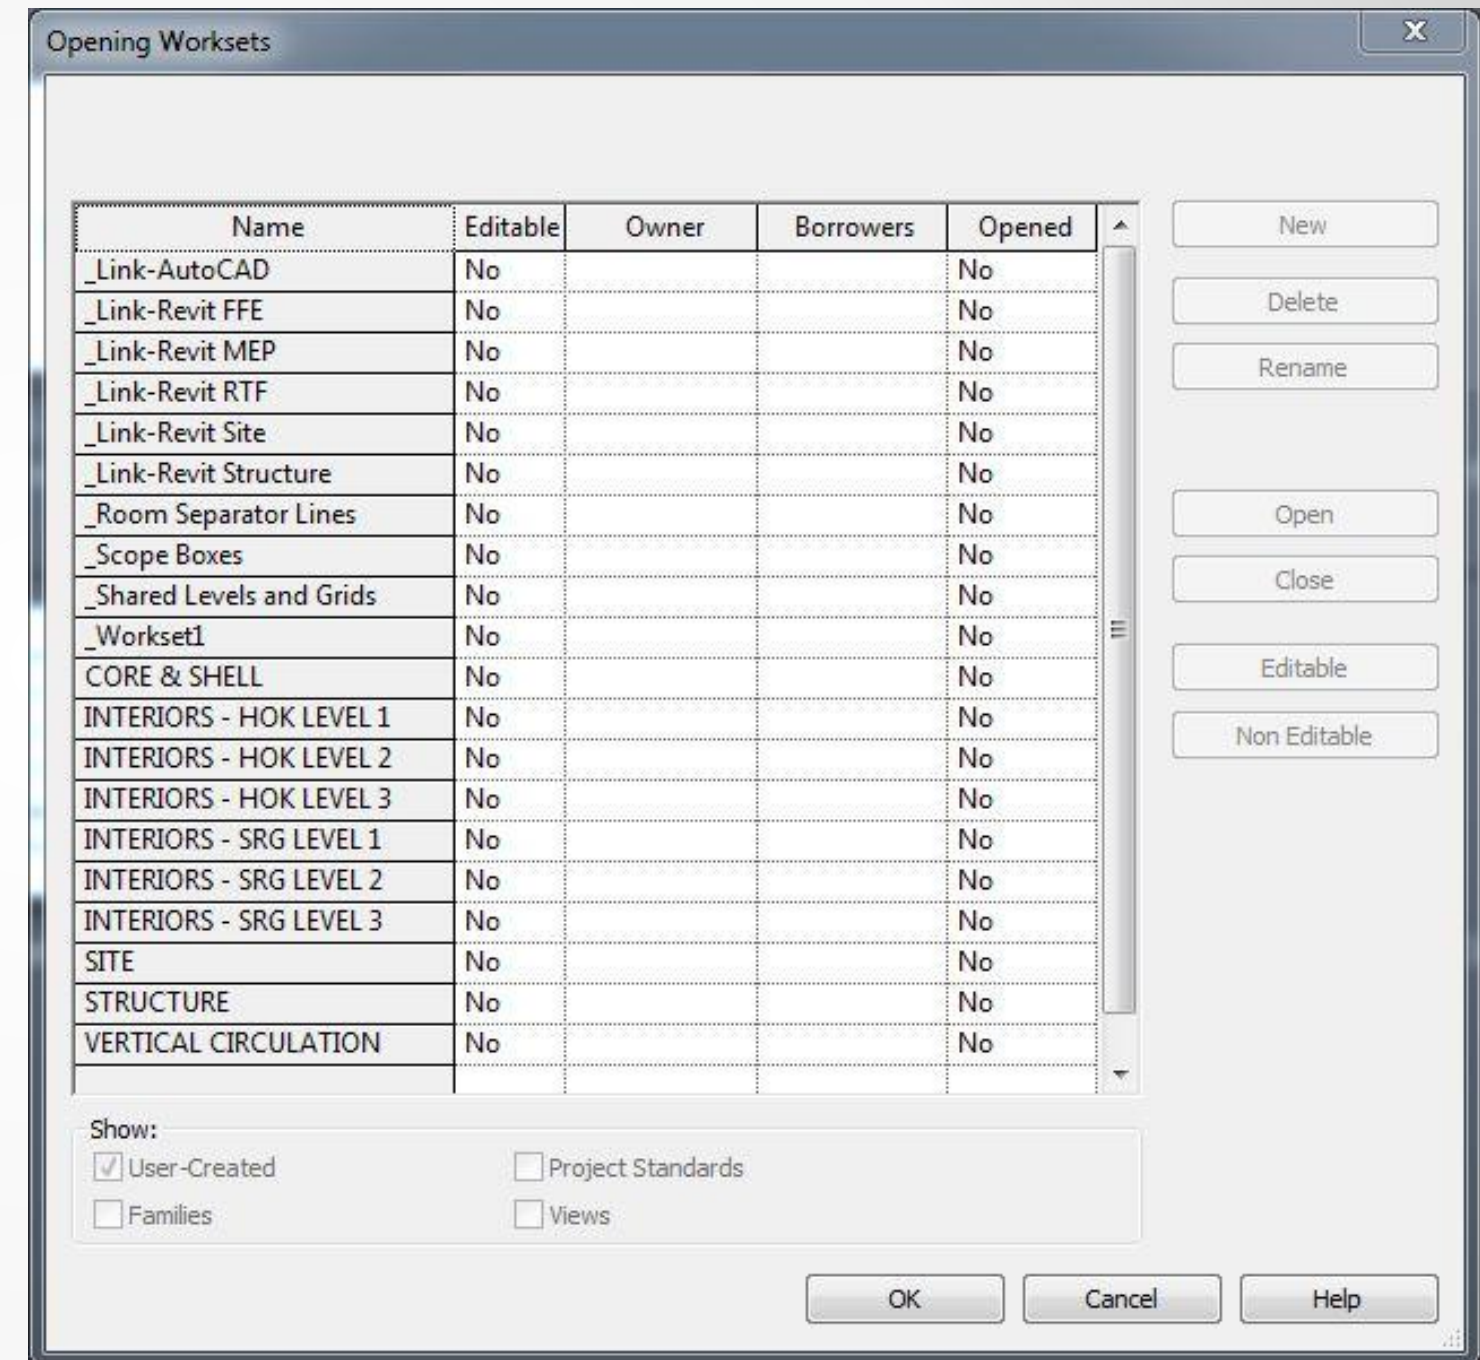 Opening Worksets
Name Editable Owner Borrowers Opened
_Link-AutoCAD No No
_Link-Revit FFE No No
_Link-Revit MEP No No
_Link-Revit RTF No No
_Link-Revit Site No No
_Link-Revit Structure No No
_Room Separator Lines No No
_Scope Boxes No No
_Shared Levels and Grids No No
_Workset1 No No
CORE & SHELL No No
INTERIORS - HOK LEVEL 1 No No
INTERIORS - HOK LEVEL 2 No No
INTERIORS - HOK LEVEL 3 No No
INTERIORS - SRG LEVEL 1 No No
INTERIORS - SRG LEVEL 2 No No
INTERIORS - SRG LEVEL 3 No No
SITE No No
STRUCTURE No No
VERTICAL CIRCULATION No No
New
Delete
Rename
Open
Close
Editable
Non Editable
Show:
User-Created Project Standards
Families Views
OK Cancel Help